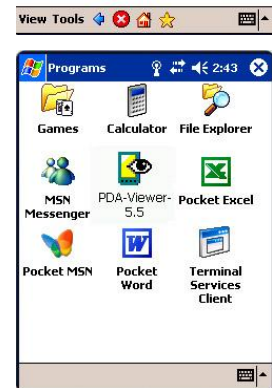 View Tools
Programs 2:43
Games Calculator File Explorer
MSN Messenger PDA-Viewer-5.5 Pocket Excel
Pocket MSN Pocket Word Terminal Services Client